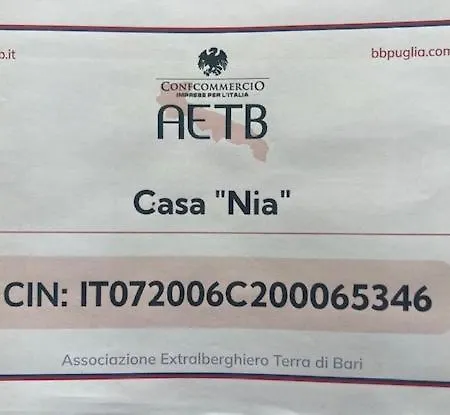 .it
bbpuglia.com
CONFCOMMERCIO
IMPRESE PER L'ITALIA
AETB
Casa "Nia"
CIN: IT072006C200065346
Associazione Extralberghiero Terra di Bari